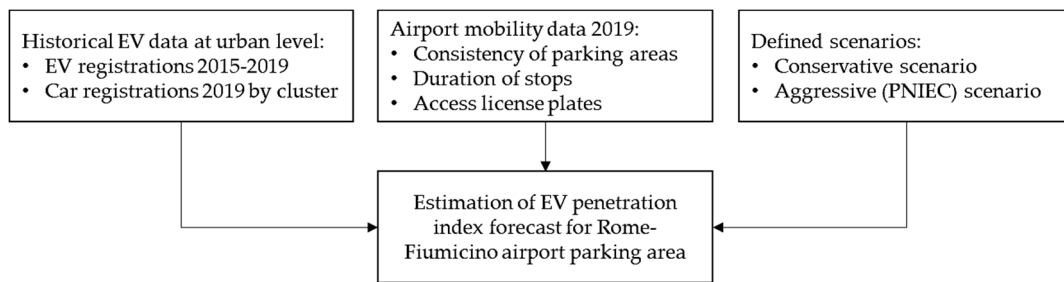 Historical EV data at urban level:
• EV registrations 2015-2019
• Car registrations 2019 by cluster
Airport mobility data 2019:
• Consistency of parking areas
• Duration of stops
• Access license plates
Defined scenarios:
• Conservative scenario
• Aggressive (PNIEC) scenario
Estimation of EV penetration
index forecast for Rome-
Fiumicino airport parking area